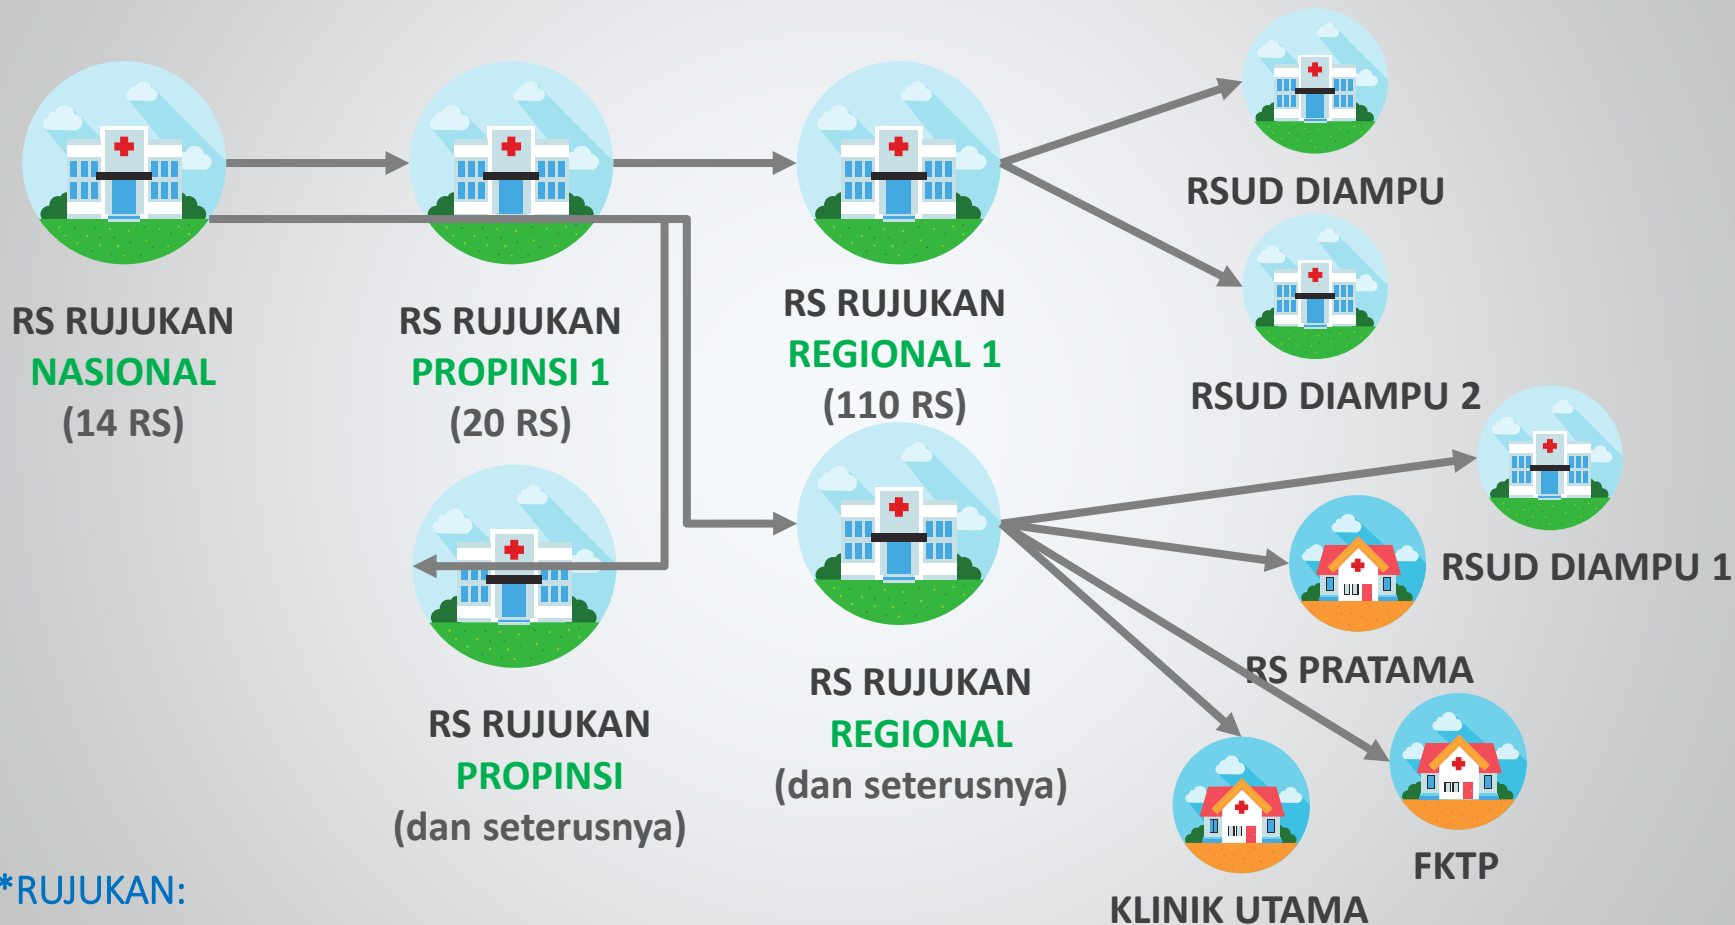 RS RUJUKAN
NASIONAL
(14 RS)
RS RUJUKAN
PROPINSI 1
(20 RS)
RS RUJUKAN
REGIONAL 1
(110 RS)
RSUD DIAMPU
RSUD DIAMPU 2
RSUD DIAMPU 1
RS PRATAMA
RS RUJUKAN
PROPINSI
(dan seterusnya)
RS RUJUKAN
REGIONAL
(dan seterusnya)
FKTP
KLINIK UTAMA
*RUJUKAN: